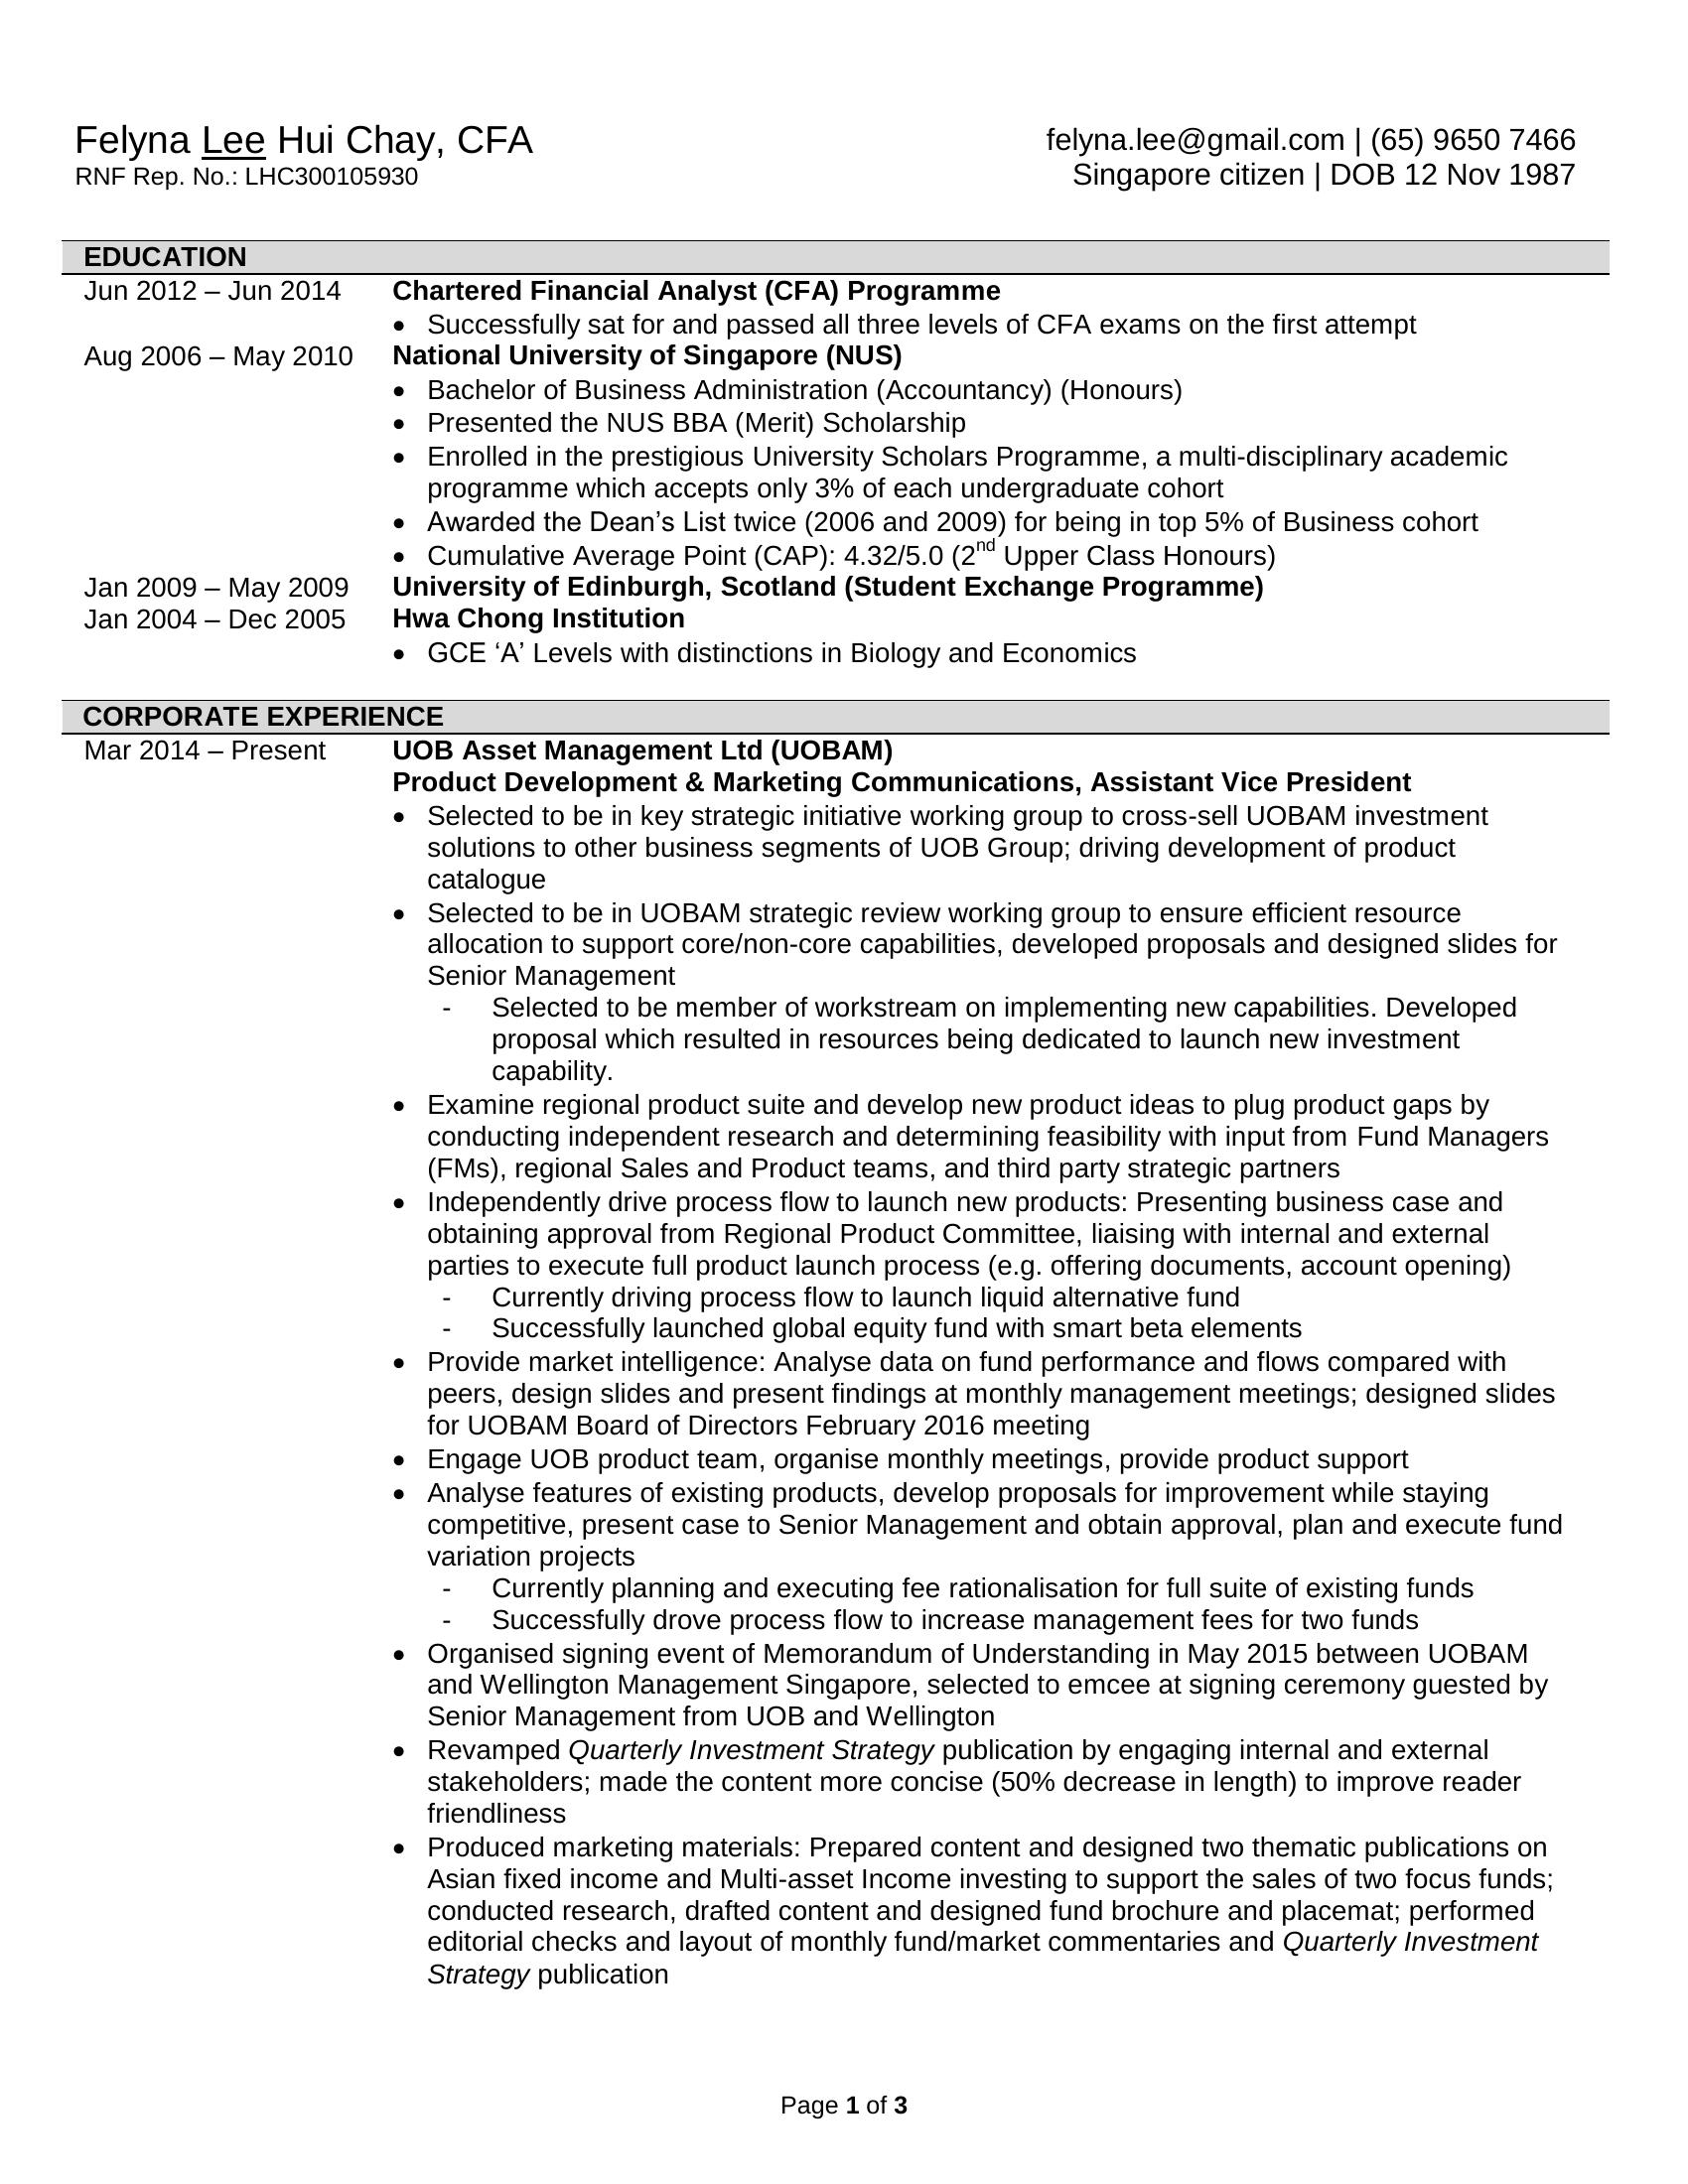 Felyna Lee Hui Chay, CFA
felyna.lee@gmail.com | (65) 9650 7466
RNF Rep. No.: LHC300105930
Singapore citizen | DOB 12 Nov 1987
EDUCATION
Jun 2012 – Jun 2014 Chartered Financial Analyst (CFA) Programme
• Successfully sat for and passed all three levels of CFA exams on the first attempt
Aug 2006 – May 2010 National University of Singapore (NUS)
• Bachelor of Business Administration (Accountancy) (Honours)
• Presented the NUS BBA (Merit) Scholarship
• Enrolled in the prestigious University Scholars Programme, a multi-disciplinary academic
programme which accepts only 3% of each undergraduate cohort
• Awarded the Dean’s List twice (2006 and 2009) for being in top 5% of Business cohort
• Cumulative Average Point (CAP): 4.32/5.0 (2nd Upper Class Honours)
Jan 2009 – May 2009 University of Edinburgh, Scotland (Student Exchange Programme)
Jan 2004 – Dec 2005 Hwa Chong Institution
• GCE ‘A’ Levels with distinctions in Biology and Economics
CORPORATE EXPERIENCE
Mar 2014 – Present UOB Asset Management Ltd (UOBAM)
Product Development & Marketing Communications, Assistant Vice President
• Selected to be in key strategic initiative working group to cross-sell UOBAM investment
solutions to other business segments of UOB Group; driving development of product
catalogue
• Selected to be in UOBAM strategic review working group to ensure efficient resource
allocation to support core/non-core capabilities, developed proposals and designed slides for
Senior Management
- Selected to be member of workstream on implementing new capabilities. Developed
proposal which resulted in resources being dedicated to launch new investment
capability.
• Examine regional product suite and develop new product ideas to plug product gaps by
conducting independent research and determining feasibility with input from Fund Managers
(FMs), regional Sales and Product teams, and third party strategic partners
• Independently drive process flow to launch new products: Presenting business case and
obtaining approval from Regional Product Committee, liaising with internal and external
parties to execute full product launch process (e.g. offering documents, account opening)
- Currently driving process flow to launch liquid alternative fund
- Successfully launched global equity fund with smart beta elements
• Provide market intelligence: Analyse data on fund performance and flows compared with
peers, design slides and present findings at monthly management meetings; designed slides
for UOBAM Board of Directors February 2016 meeting
• Engage UOB product team, organise monthly meetings, provide product support
• Analyse features of existing products, develop proposals for improvement while staying
competitive, present case to Senior Management and obtain approval, plan and execute fund
variation projects
- Currently planning and executing fee rationalisation for full suite of existing funds
- Successfully drove process flow to increase management fees for two funds
• Organised signing event of Memorandum of Understanding in May 2015 between UOBAM
and Wellington Management Singapore, selected to emcee at signing ceremony guested by
Senior Management from UOB and Wellington
• Revamped Quarterly Investment Strategy publication by engaging internal and external
stakeholders; made the content more concise (50% decrease in length) to improve reader
friendliness
• Produced marketing materials: Prepared content and designed two thematic publications on
Asian fixed income and Multi-asset Income investing to support the sales of two focus funds;
conducted research, drafted content and designed fund brochure and placemat; performed
editorial checks and layout of monthly fund/market commentaries and Quarterly Investment
Strategy publication
Page 1 of 3